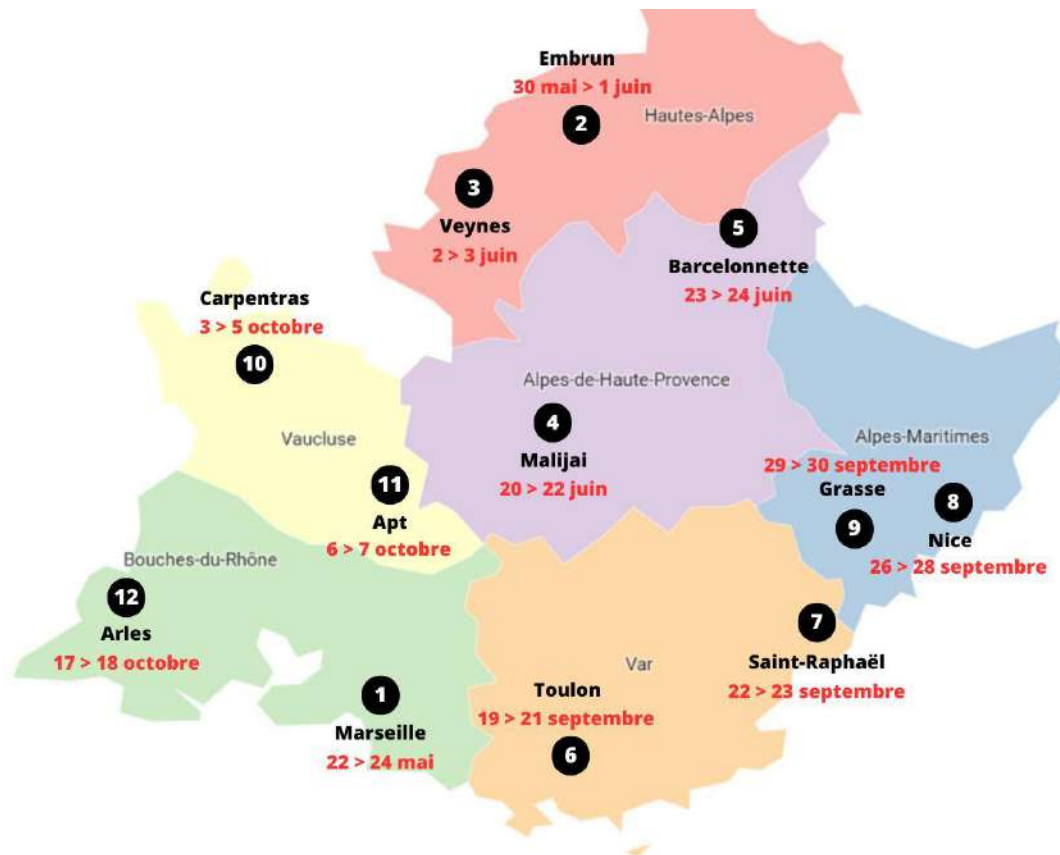 Embrun
30 mai > 1 juin
2
Hautes-Alpes
3
Veynes
2 > 3 juin
5
Barcelonnette
23 > 24 juin
Carpentras
3 > 5 octobre
10
Alpes-de-Haute-Provence
4
Malijai
20 > 22 juin
Vaucluse
11
Apt
6 > 7 octobre
Alpes-Maritimes
29 > 30 septembre
Grasse
9
8
Nice
26 > 28 septembre
Bouches-du-Rhône
12
Arles
17 > 18 octobre
1
Marseille
22 > 24 mai
Var
7
Saint-Raphaël
22 > 23 septembre
Toulon
19 > 21 septembre
6